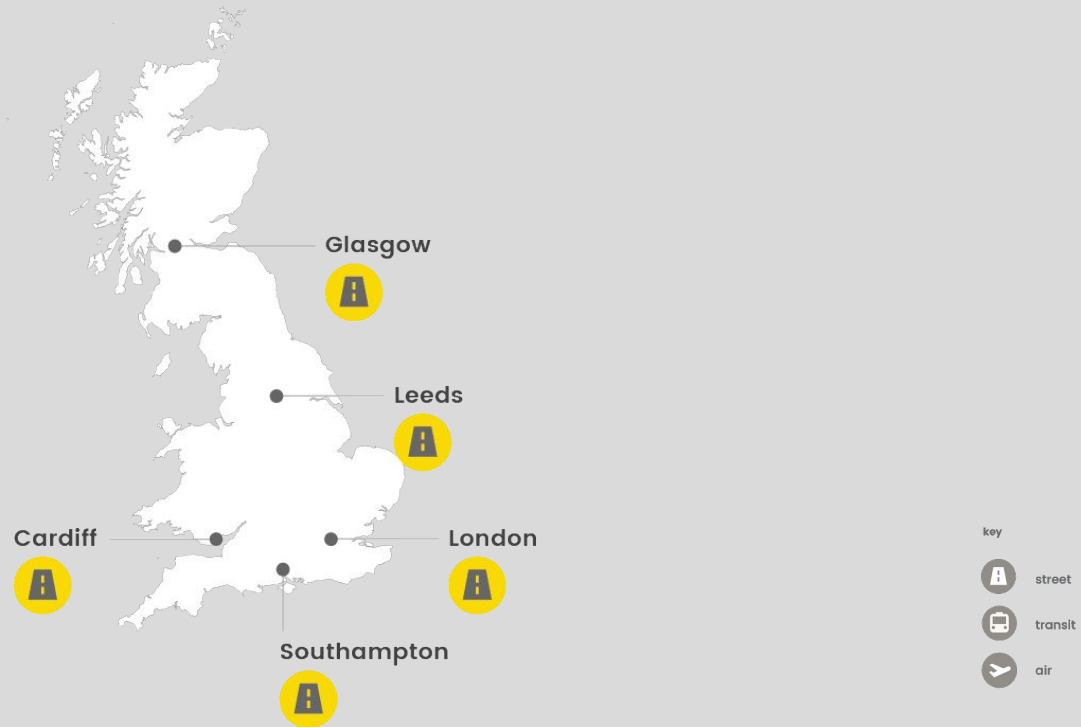 Glasgow
Leeds
Cardiff
London
Southampton
key
street
transit
air